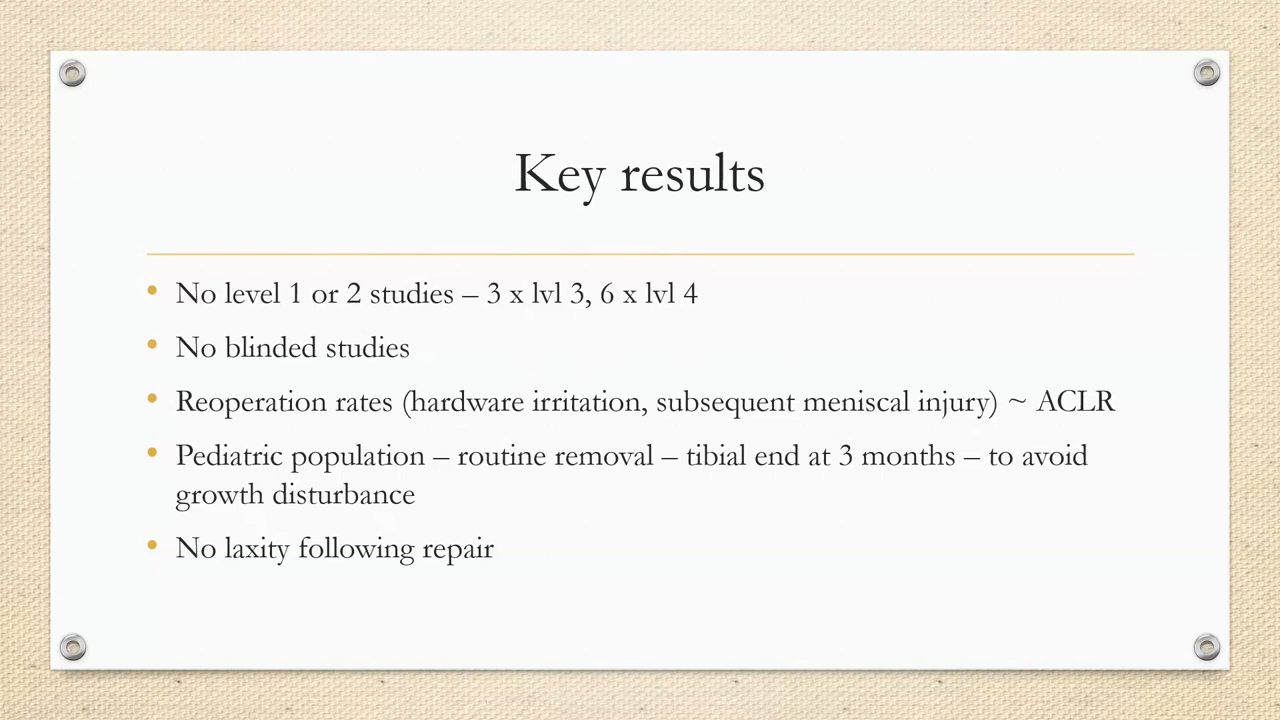 Key results
• No level 1 or 2 studies – 3 x lvl 3, 6 x lvl 4
• No blinded studies
• Reoperation rates (hardware irritation, subsequent meniscal injury) ~ ACLR
• Pediatric population – routine removal – tibial end at 3 months – to avoid
growth disturbance
• No laxity following repair